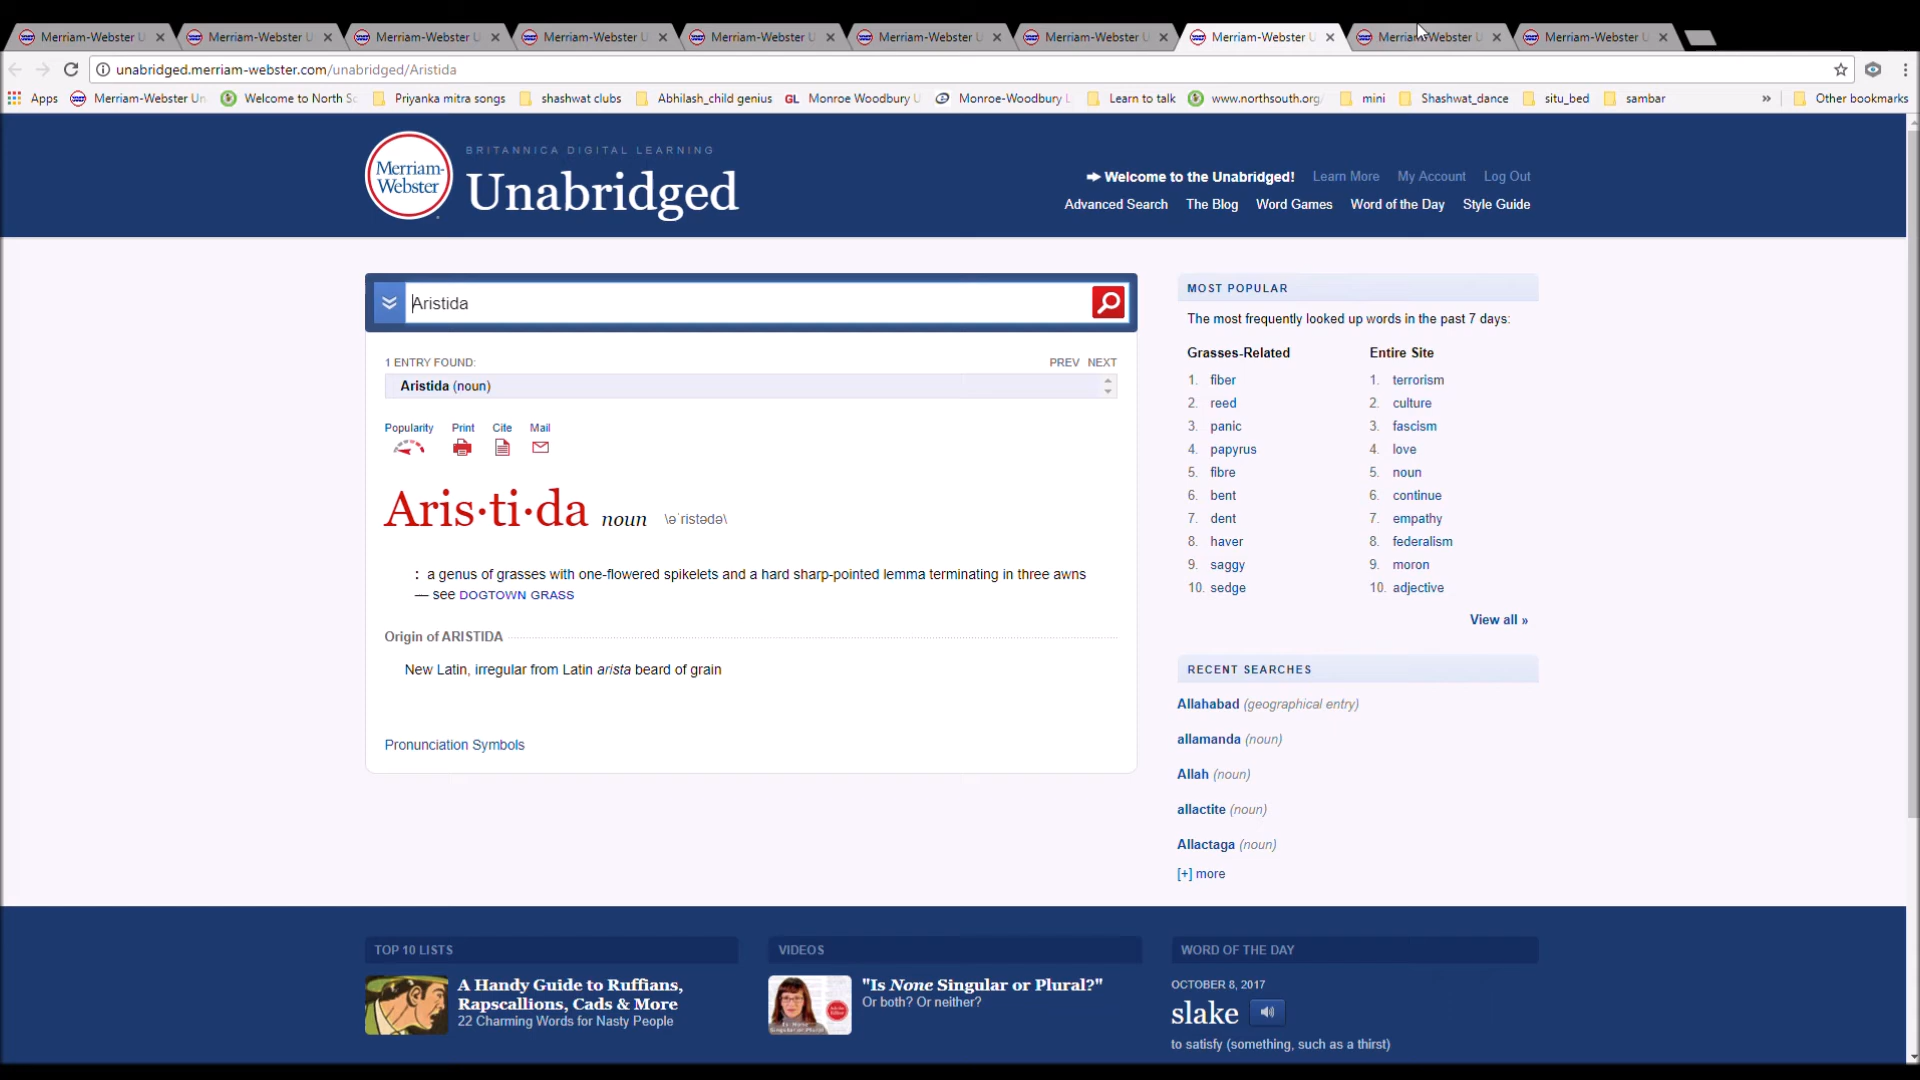 Merriam-Webster U
Merriam-Webster U
Merriam-Webster U
Merriam-Webster U
Merriam-Webster U
Merriam-Webster U
Merriam-Webster U
Merriam-Webster U
Merriam-Webster U
Merriam-Webster U
unabridged.merriam-webster.com/unabridged/Aristida
Apps Merriam-Webster Un Welcome to North Sc Priyanka mitra songs shashwat clubs Abhilash_child genius GL Monroe Woodbury U Monroe-Woodbury L Learn to talk www.northsouth.org/ mini Shashwat_dance situ_bed sambar » Other bookmarks
Merriam-
Webster
BRITANNICA DIGITAL LEARNING
Unabridged
Welcome to the Unabridged! Learn More My Account Log Out
Advanced Search The Blog Word Games Word of the Day Style Guide
Aristida
1 ENTRY FOUND: PREV NEXT
Aristida (noun)
Popularity Print Cite Mail
Aris·ti·da noun \ə ˈristədə\
: a genus of grasses with one-flowered spikelets and a hard sharp-pointed lemma terminating in three awns
— see DOGTOWN GRASS
Origin of ARISTIDA
New Latin, irregular from Latin arista beard of grain
Pronunciation Symbols
MOST POPULAR
The most frequently looked up words in the past 7 days:
Grasses-Related Entire Site
1. fiber 1. terrorism
2. reed 2. culture
3. panic 3. fascism
4. papyrus 4. love
5. fibre 5. noun
6. bent 6. continue
7. dent 7. empathy
8. haver 8. federalism
9. saggy 9. moron
10. sedge 10. adjective
View all »
RECENT SEARCHES
Allahabad (geographical entry)
allamanda (noun)
Allah (noun)
allactite (noun)
Allactaga (noun)
[+] more
TOP 10 LISTS
A Handy Guide to Ruffians,
Rapscallions, Cads & More
22 Charming Words for Nasty People
VIDEOS
"Is None Singular or Plural?"
Or both? Or neither?
WORD OF THE DAY
OCTOBER 8, 2017
slake
to satisfy (something, such as a thirst)